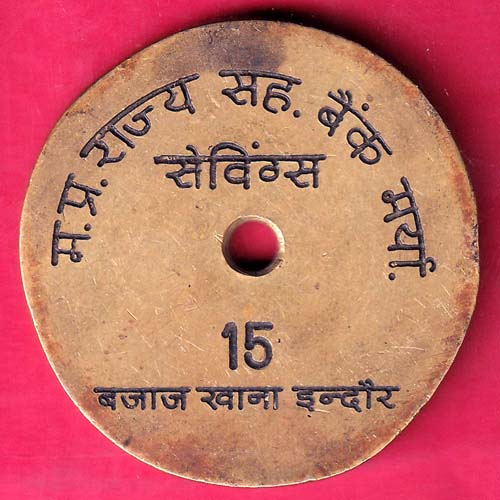 म.प्र. राज्य सह. बैंक मर्या.
सेविंग्स
15
बजाज खाना इन्दौर